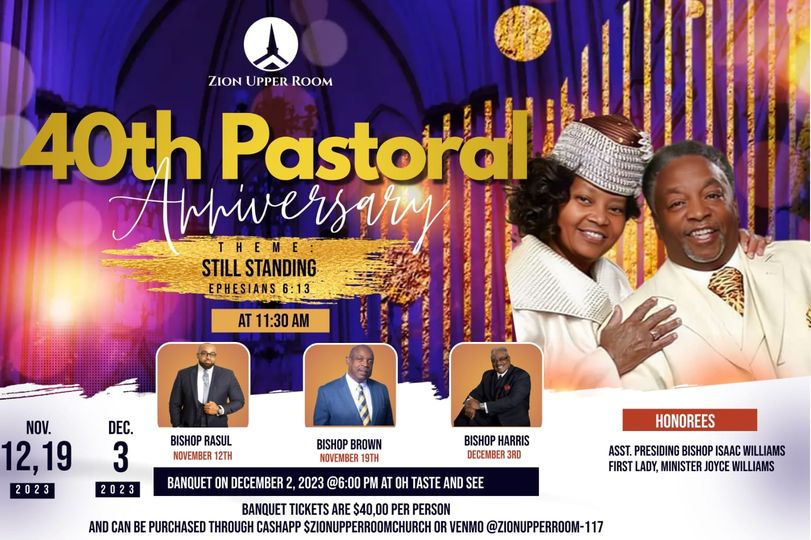 Zion Upper Room
40th Pastoral
Anniversary
THEME:
STILL STANDING
EPHESIANS 6:13
AT 11:30 AM
NOV.
12,19
2023
DEC.
3
2023
BISHOP RASUL
NOVEMBER 12TH
BISHOP BROWN
NOVEMBER 19TH
BISHOP HARRIS
DECEMBER 3RD
HONOREES
ASST. PRESIDING BISHOP ISAAC WILLIAMS
FIRST LADY, MINISTER JOYCE WILLIAMS
BANQUET ON DECEMBER 2, 2023 @6:00 PM AT OH TASTE AND SEE
BANQUET TICKETS ARE $40,00 PER PERSON
AND CAN BE PURCHASED THROUGH CASHAPP $ZIONUPPERROOMCHURCH OR VENMO @ZIONUPPERROOM-117